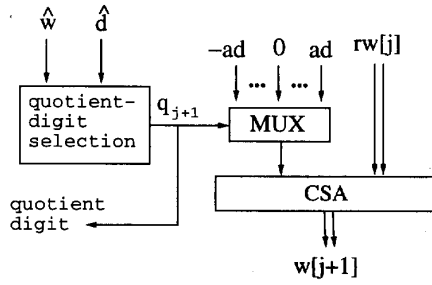 ŵ
d̂
−ad 0 ad
rw[j]
... ...
quotient-
digit
selection
q_{j+1}
MUX
quotient
digit
CSA
w[j+1]